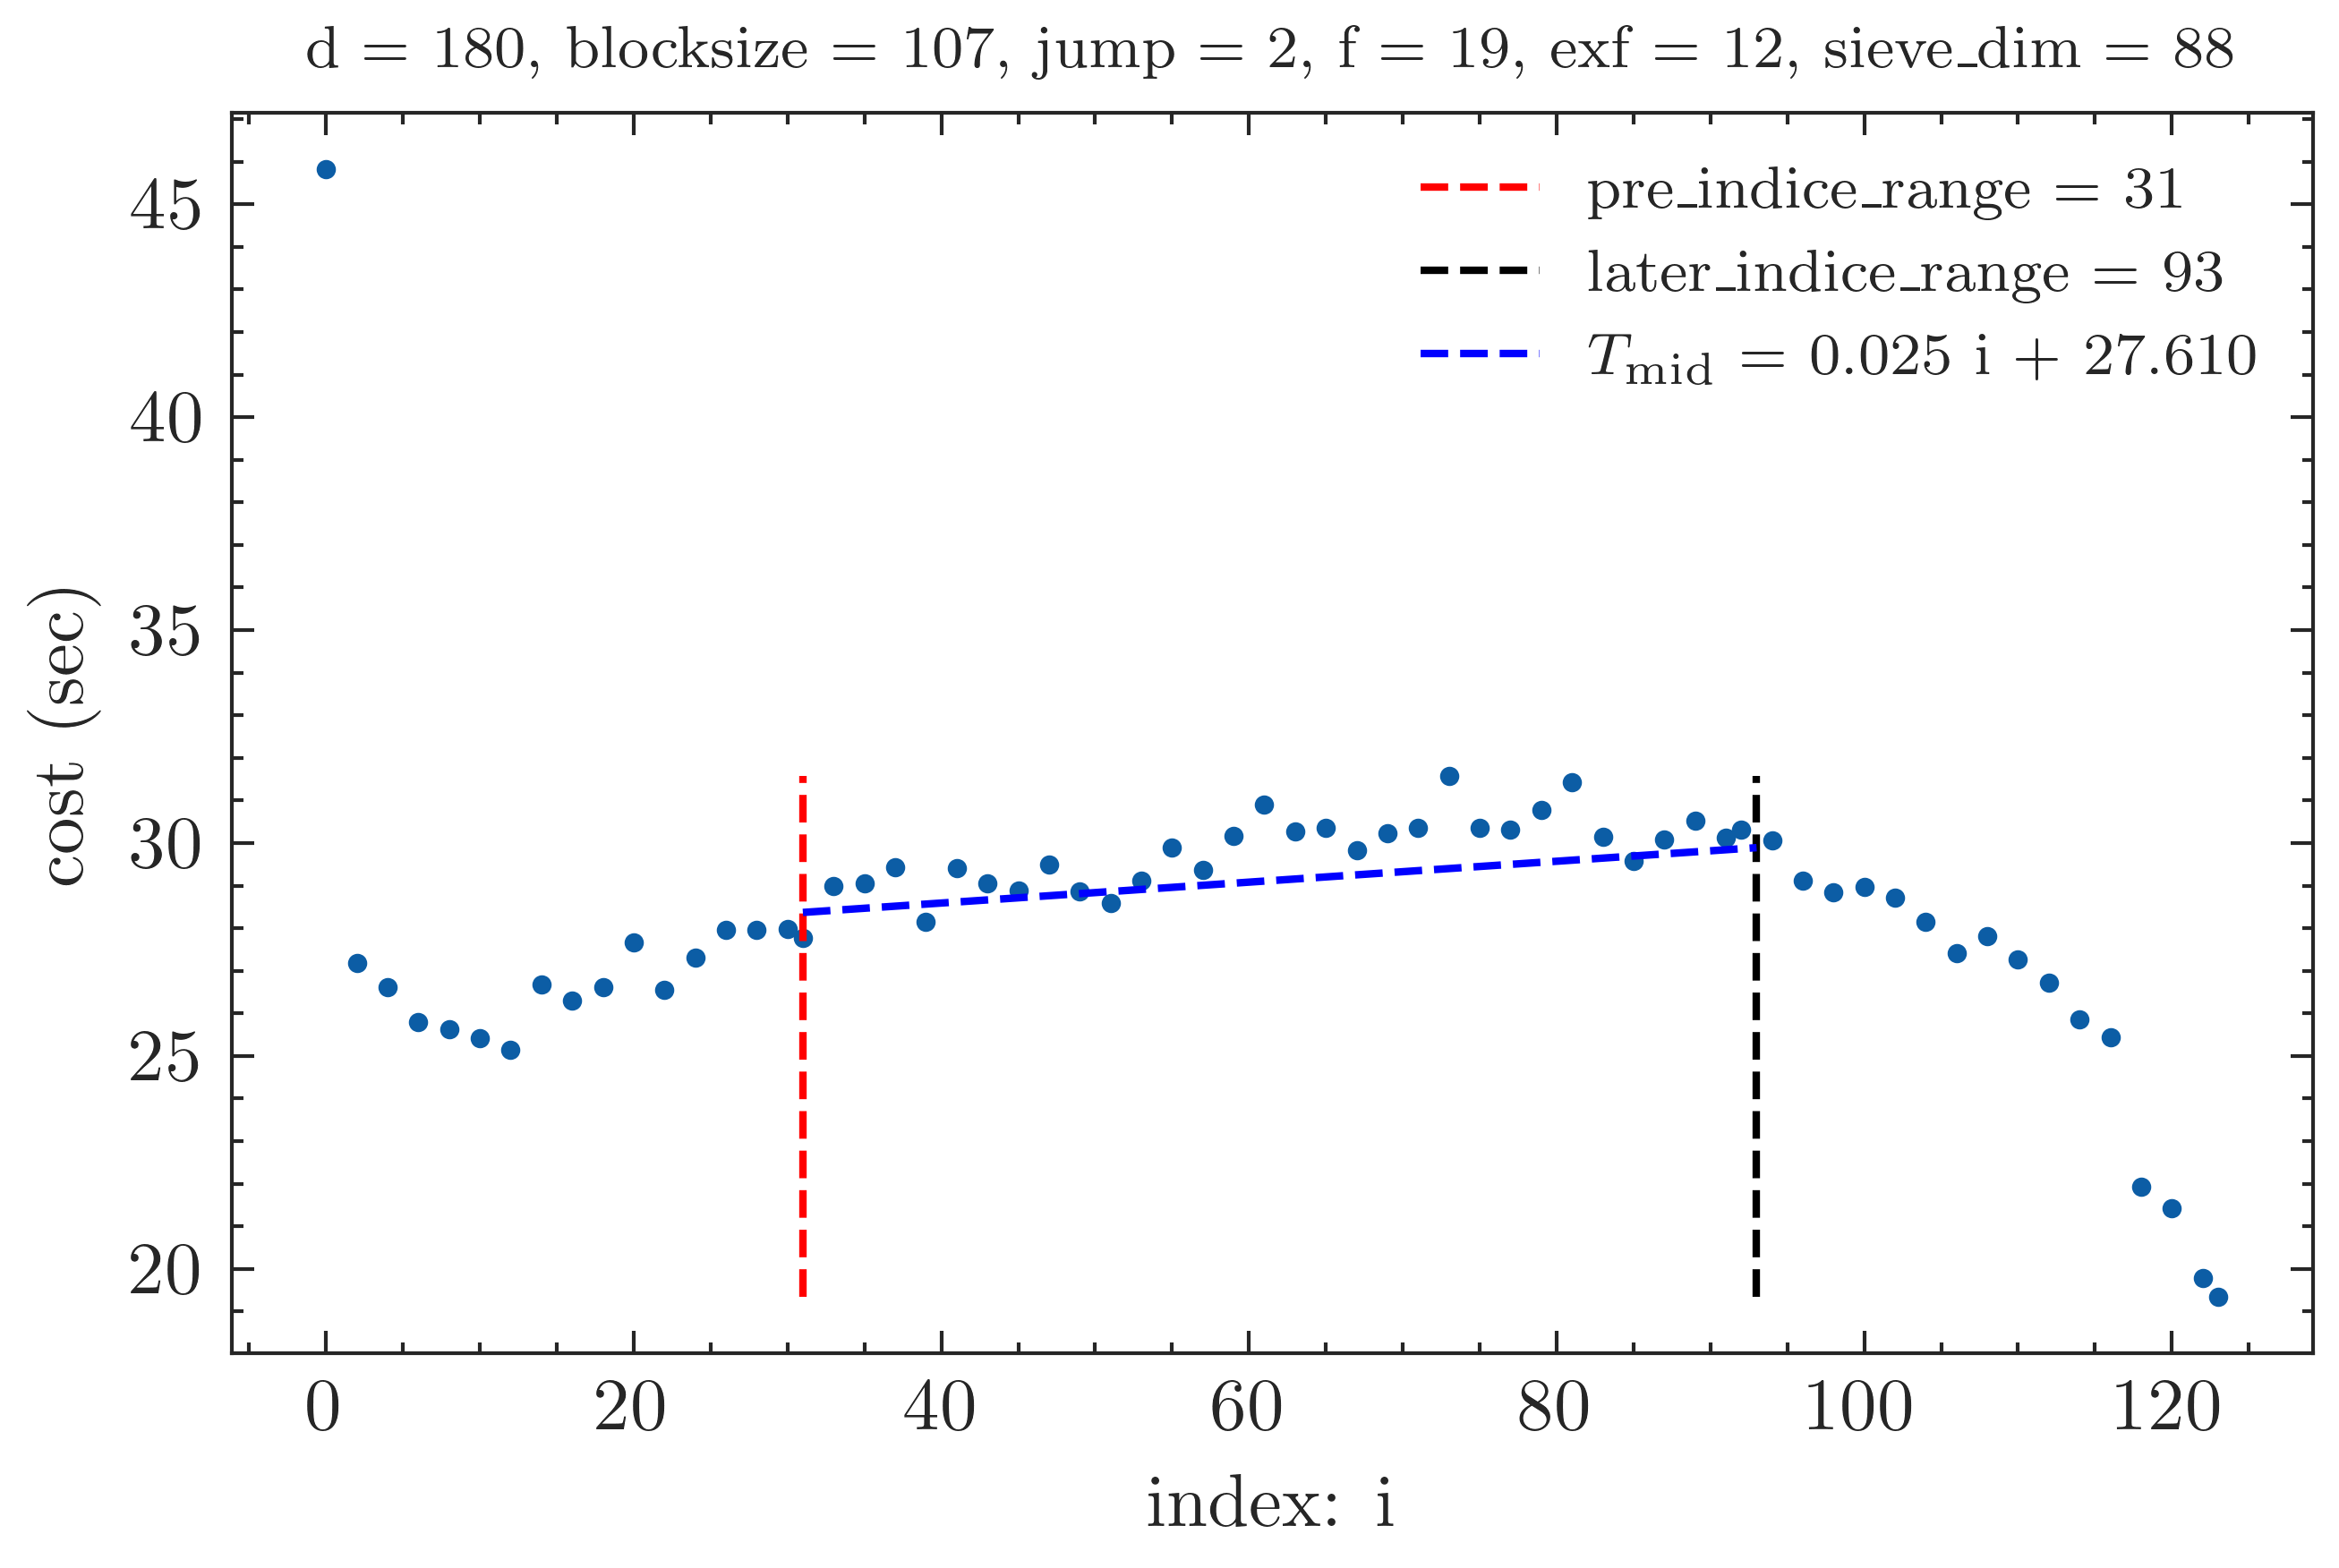 d = 180, blocksize = 107, jump = 2, f = 19, exf = 12, sieve_dim = 88
pre_indice_range = 31
later_indice_range = 93
T_mid = 0.025 i + 27.610
cost (sec)
45
40
35
30
25
20
0 20 40 60 80 100 120
index: i